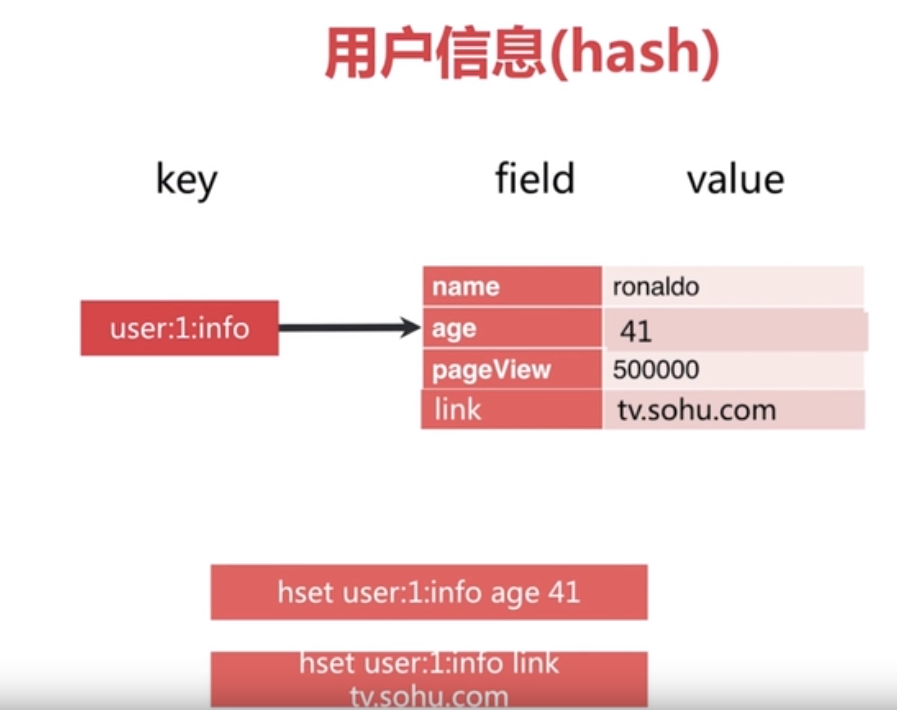 用户信息(hash)
key field value
name ronaldo
user:1:info age 41
pageView 500000
link tv.sohu.com
hset user:1:info age 41
hset user:1:info link
tv.sohu.com